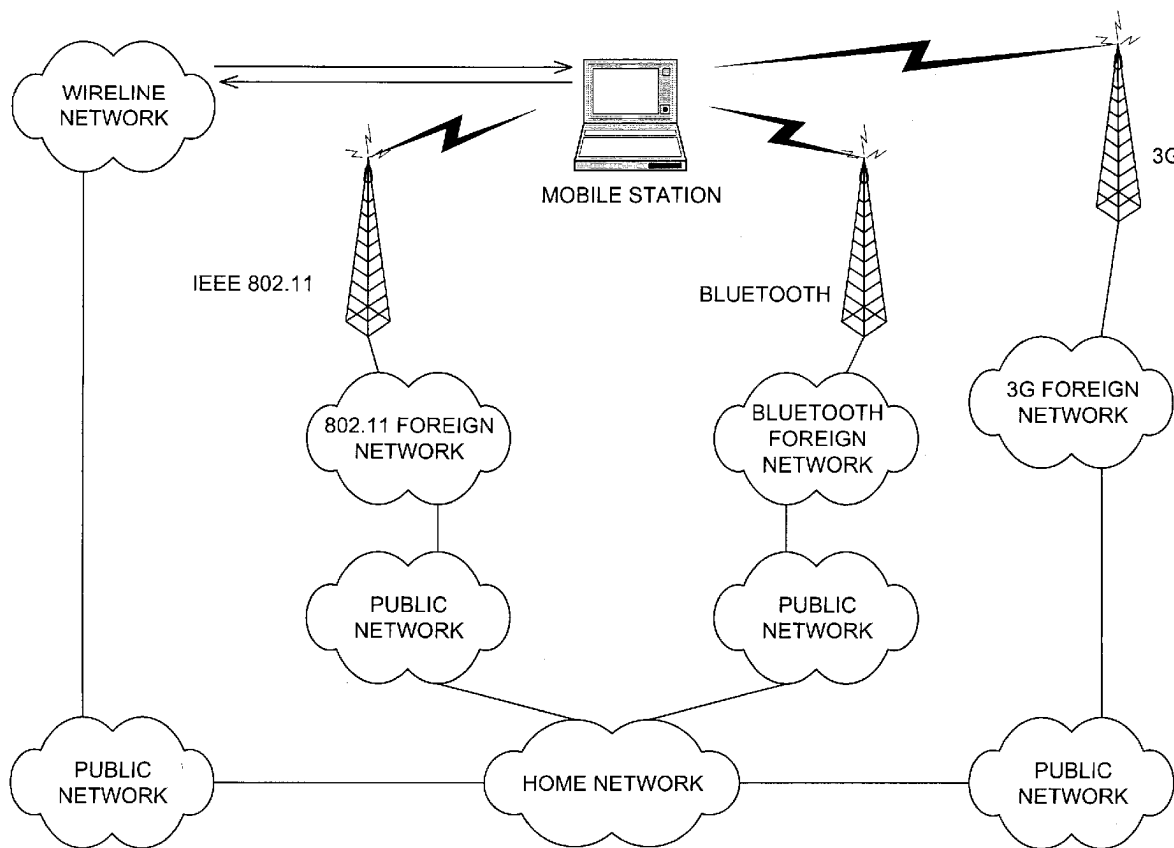 WIRELINE
NETWORK
MOBILE STATION
3G
IEEE 802.11
BLUETOOTH
802.11 FOREIGN
NETWORK
BLUETOOTH
FOREIGN
NETWORK
3G FOREIGN
NETWORK
PUBLIC
NETWORK
PUBLIC
NETWORK
PUBLIC
NETWORK
HOME NETWORK
PUBLIC
NETWORK